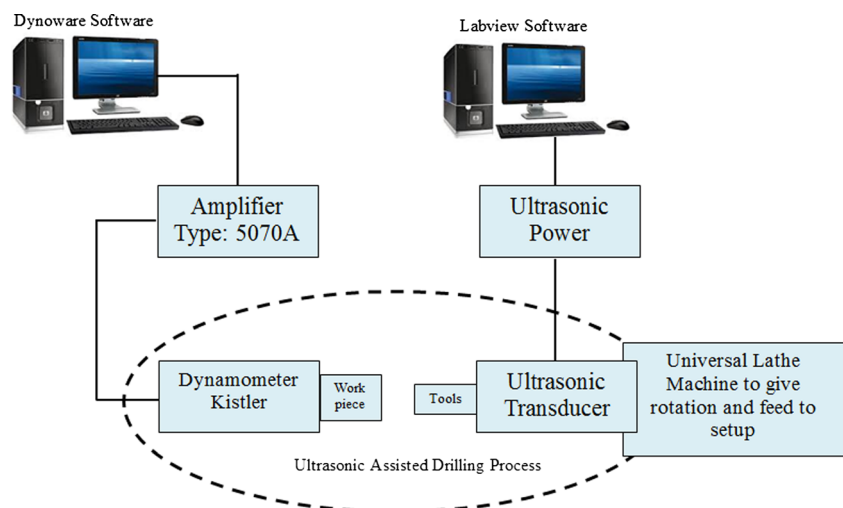 Dynoware Software
Labview Software
Amplifier
Type: 5070A
Ultrasonic
Power
Dynamometer
Kistler
Work
piece
Tools
Ultrasonic
Transducer
Universal Lathe
Machine to give
rotation and feed to
setup
Ultrasonic Assisted Drilling Process